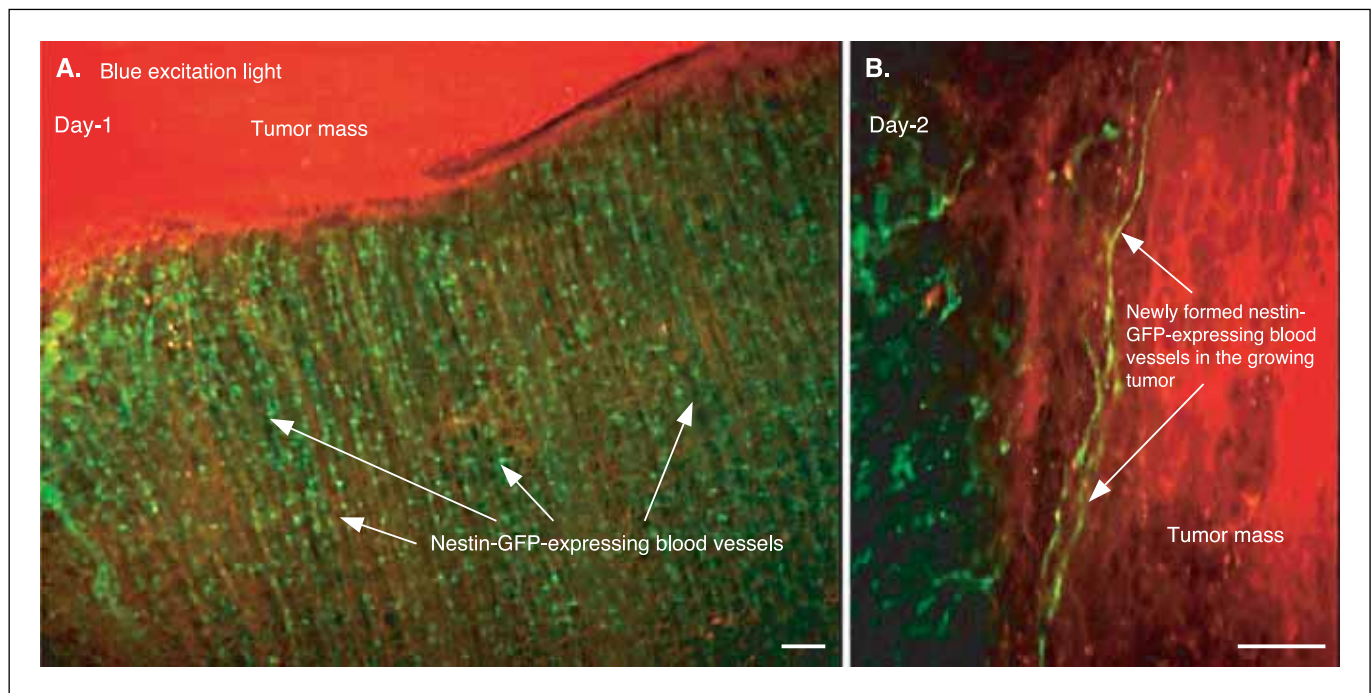 A. Blue excitation light
Day-1
Tumor mass
Nestin-GFP-expressing blood vessels
B.
Day-2
Newly formed nestin-
GFP-expressing blood
vessels in the growing
tumor
Tumor mass